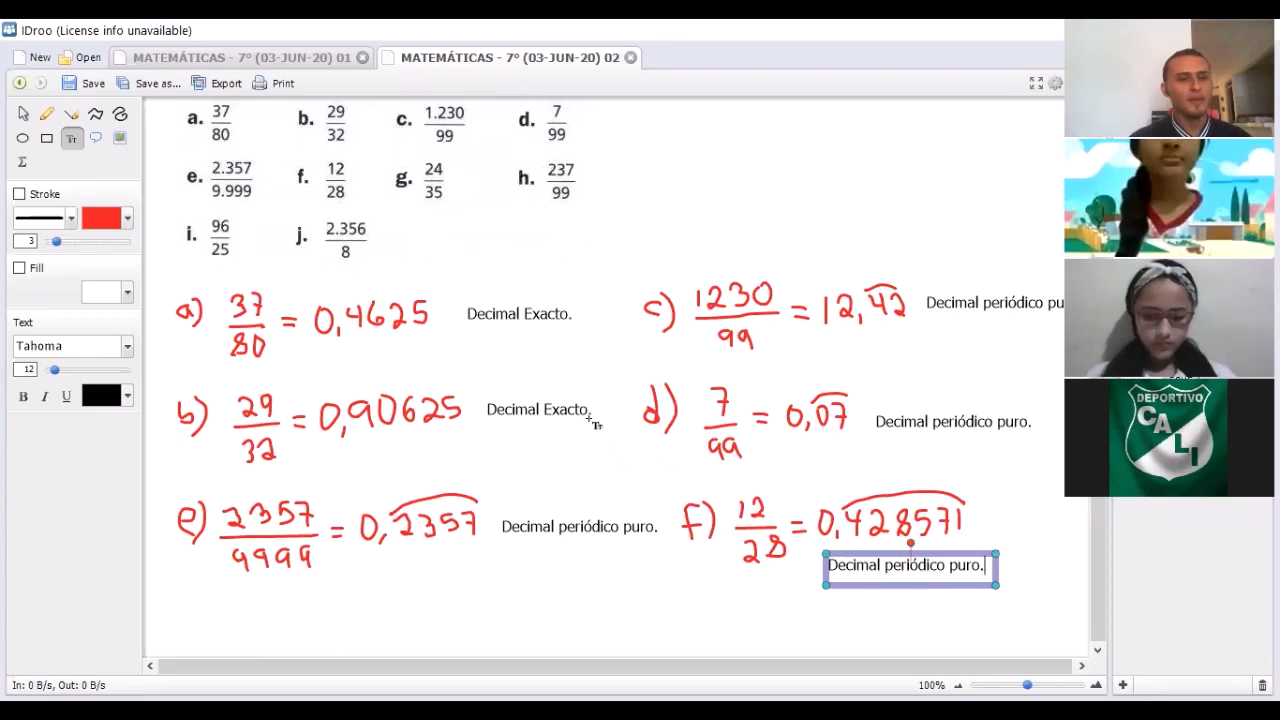 IDroo (License info unavailable)
New Open MATEMÁTICAS - 7º (03-JUN-20) 01 MATEMÁTICAS - 7º (03-JUN-20) 02
Save Save as... Export Print
Stroke
3
Fill
Text
Tahoma
12
B I U
a. 37/80 b. 29/32 c. 1.230/99 d. 7/99
e. 2.357/9.999 f. 12/28 g. 24/35 h. 237/99
i. 96/25 j. 2.356/8
a) 37/80 = 0,4625 Decimal Exacto.
c) 1230/99 = 12,42 Decimal periódico pu
b) 29/32 = 0,90625 Decimal Exacto.
d) 7/99 = 0,07 Decimal periódico puro.
e) 2357/9999 = 0,2357 Decimal periódico puro.
f) 12/28 = 0,428571
Decimal periódico puro.
In: 0 B/s, Out: 0 B/s 100%
DEPORTIVO
CALI